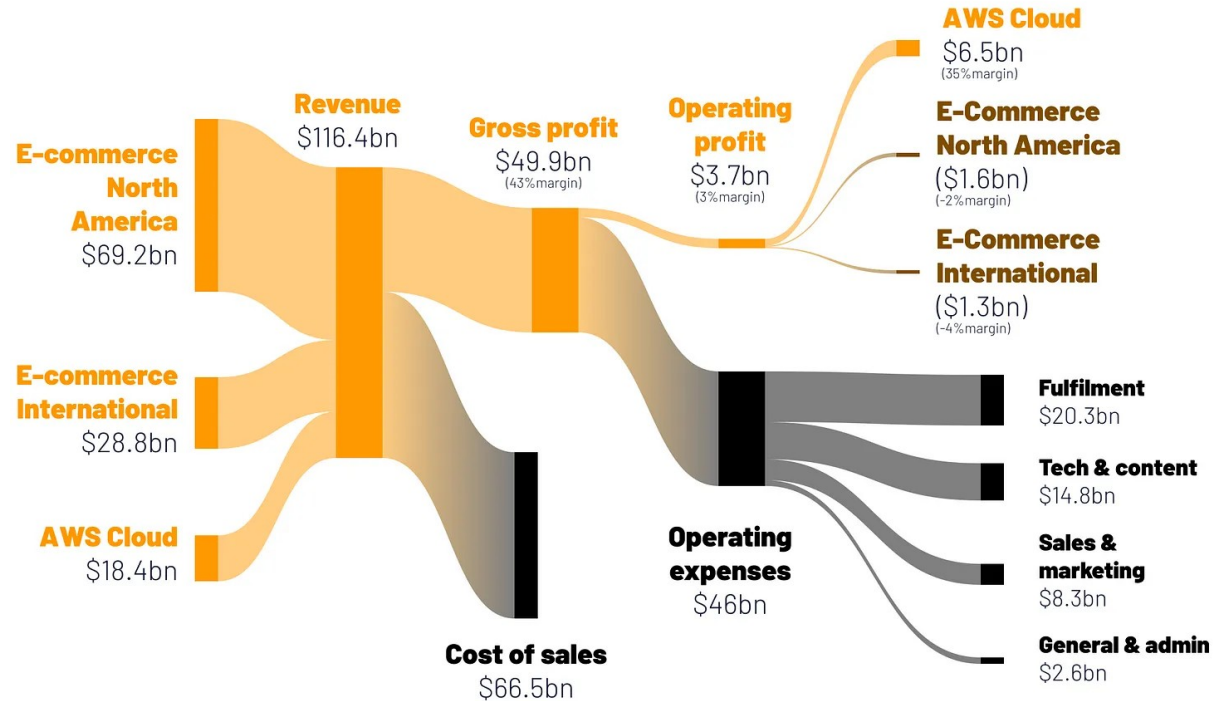 E-commerce
North
America
$69.2bn
E-commerce
International
$28.8bn
AWS Cloud
$18.4bn
Revenue
$116.4bn
Gross profit
$49.9bn
(43%margin)
Cost of sales
$66.5bn
Operating
profit
$3.7bn
(3%margin)
Operating
expenses
$46bn
AWS Cloud
$6.5bn
(35%margin)
E-Commerce
North America
($1.6bn)
(-2%margin)
E-Commerce
International
($1.3bn)
(-4%margin)
Fulfilment
$20.3bn
Tech & content
$14.8bn
Sales &
marketing
$8.3bn
General & admin
$2.6bn